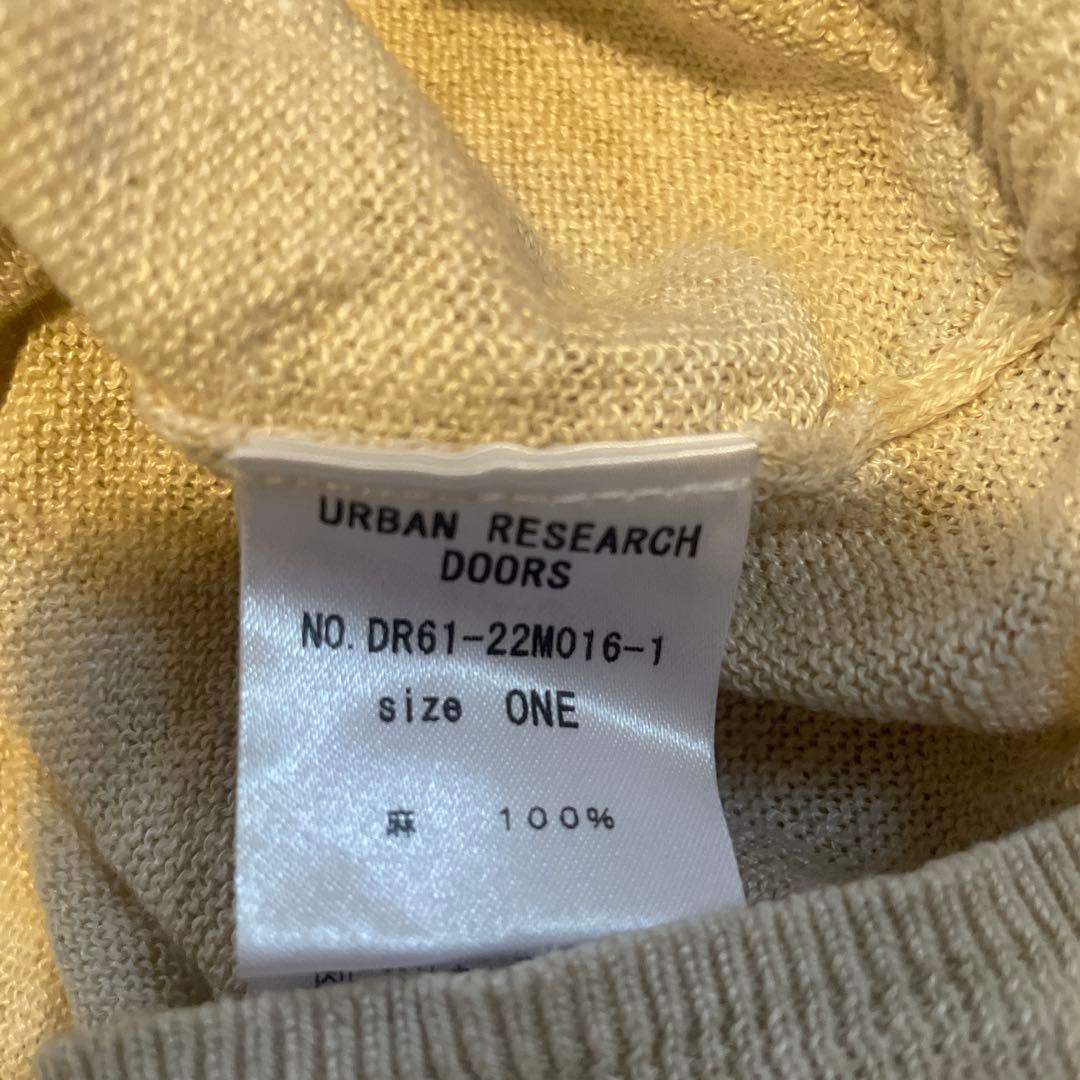 URBAN RESEARCH
DOORS
NO. DR61-22M016-1
size ONE
麻 100%